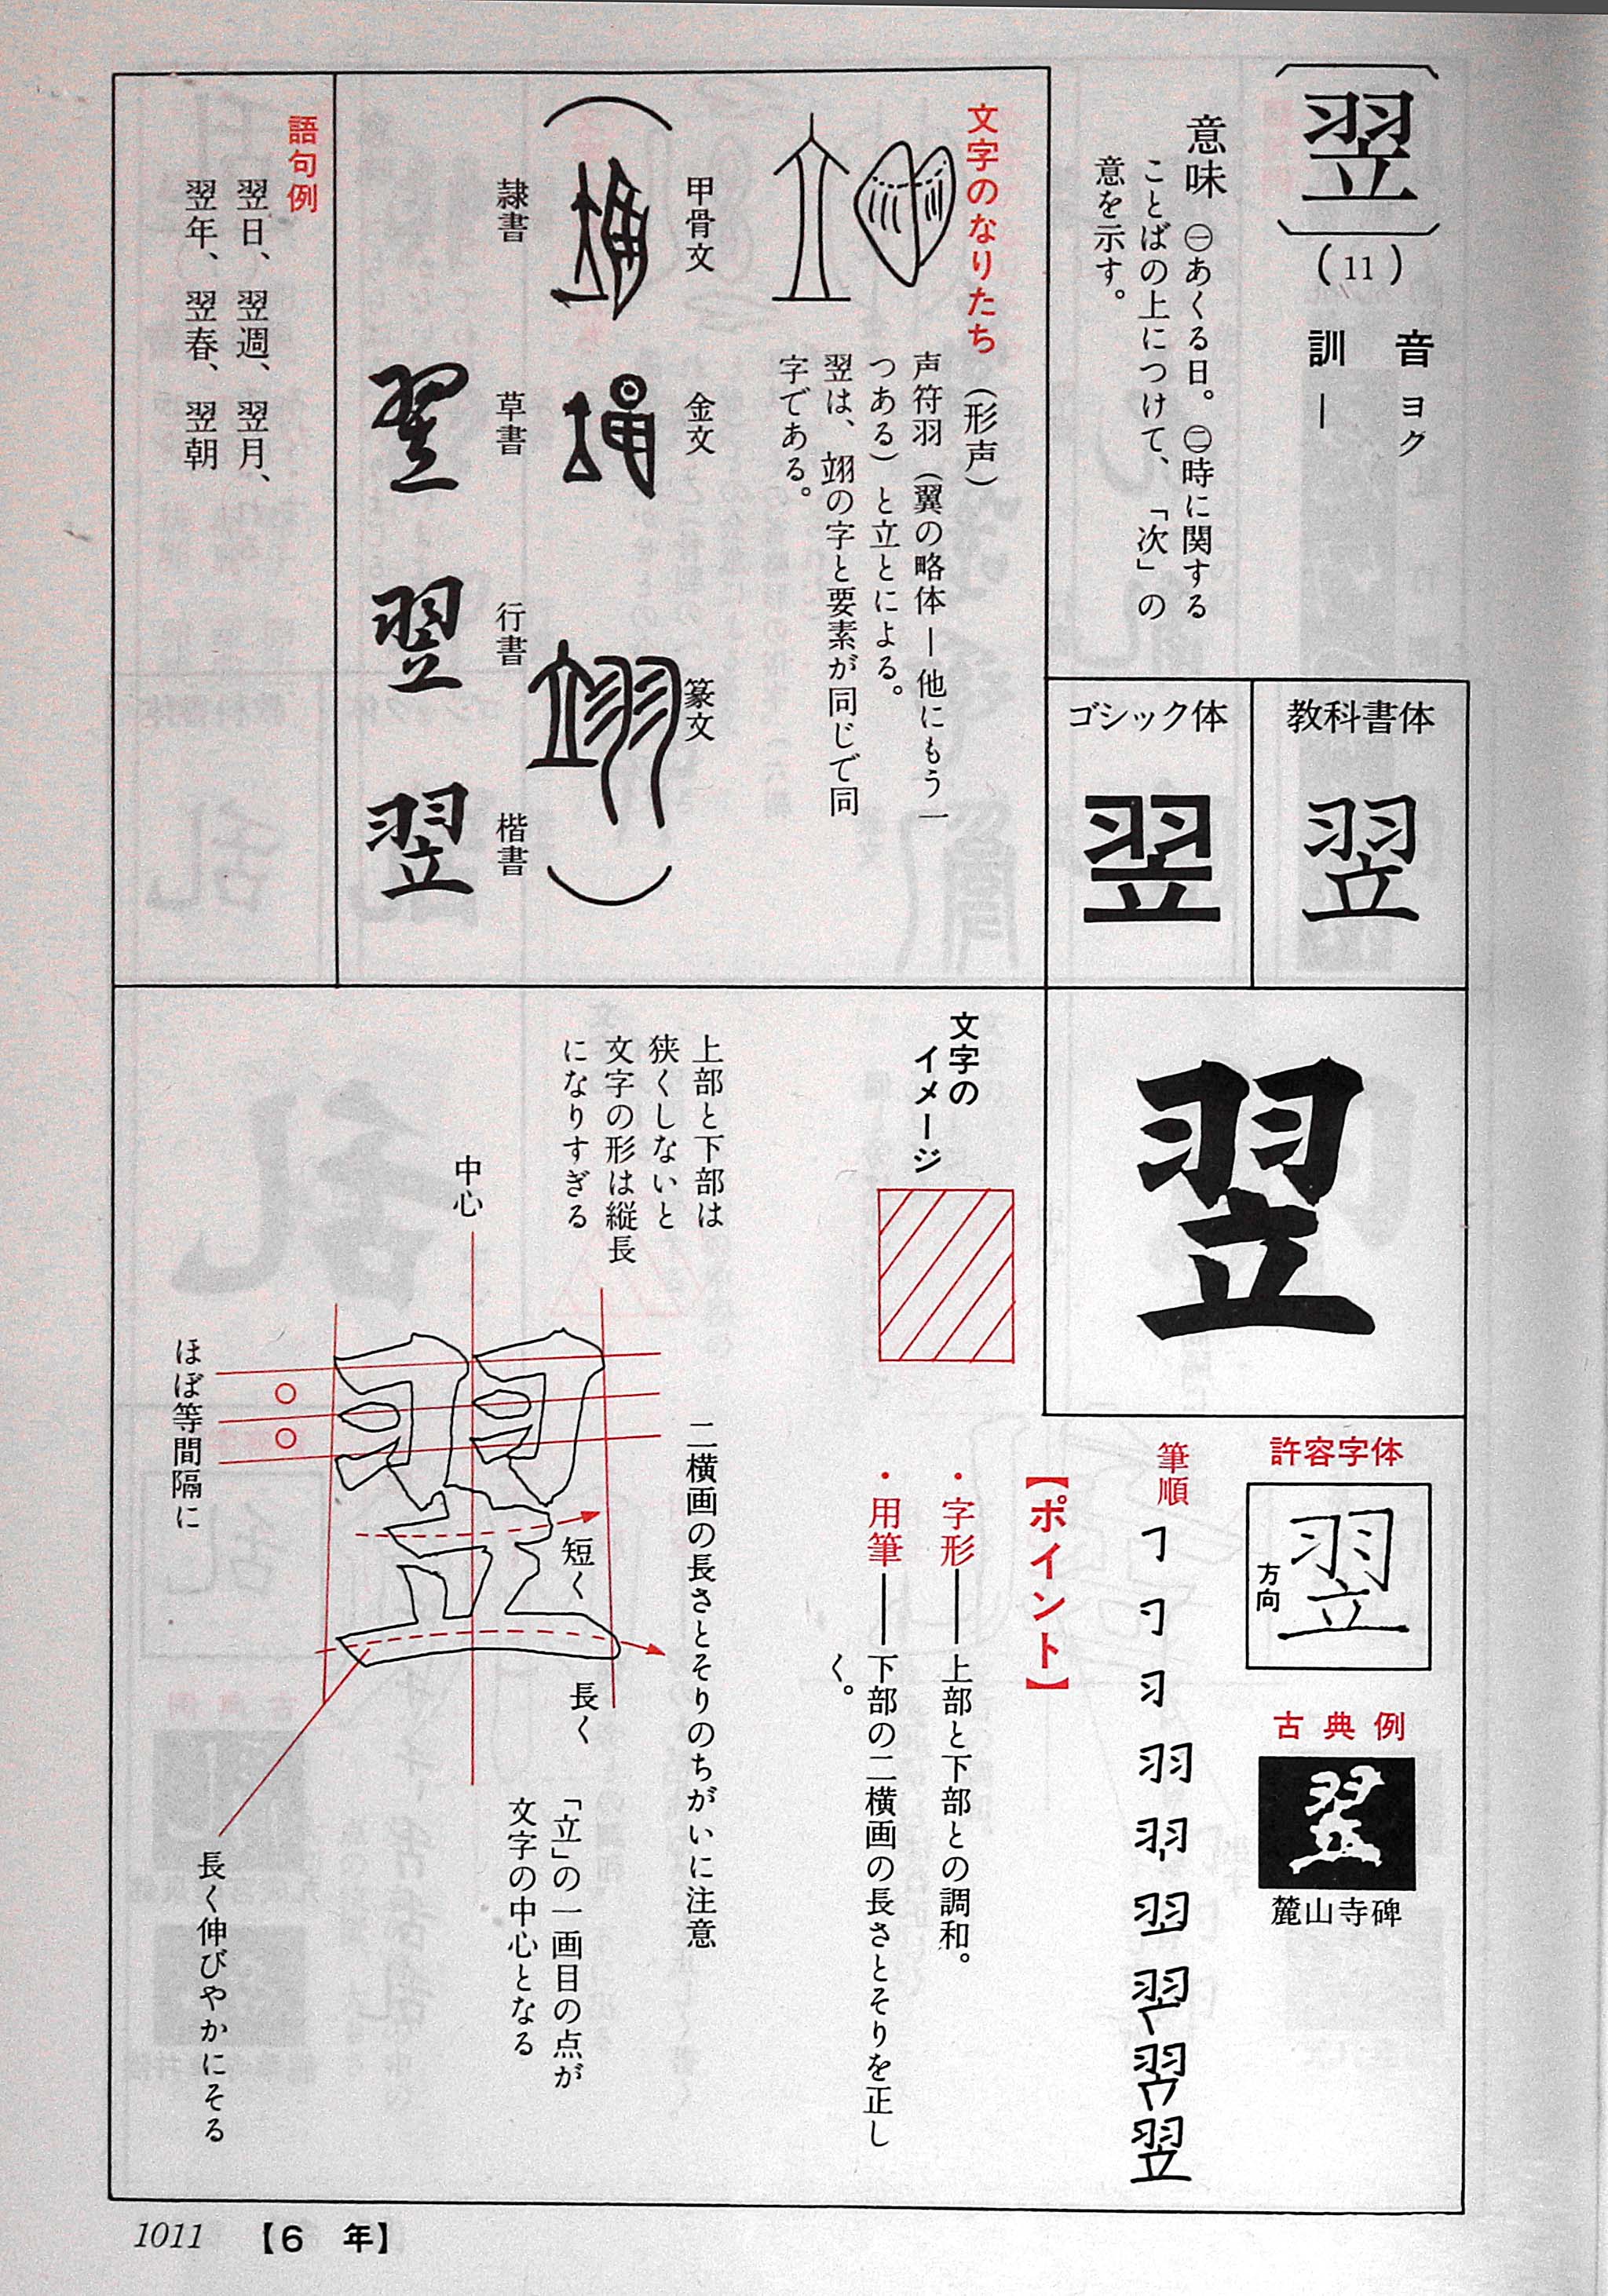 翌
(11)
音 ヨク
訓 ―
意味 ㊀あくる日。㊁時に関する
ことばの上につけて、「次」の
意を示す。
教科書体
翌
ゴシック体
翌
文字のなりたち
(形声)
声符羽(翼の略体―他にもう一
つある)と立とによる。
翌は、翊の字と要素が同じで同
字である。
甲骨文
金文
篆文
隷書
草書
行書
楷書
翌
翌
翌
語句例
翌日、翌週、翌月、
翌年、翌春、翌朝
翌
許容字体
翌
方向
古典例
翌
麓山寺碑
筆順
翌
【ポイント】
・字形――上部と下部との調和。
・用筆――下部の二横画の長さとそりを正し
く。
文字の
イメージ
上部と下部は
狭くしないと
文字の形は縦長
になりすぎる
中心
ほぼ等間隔に
二横画の長さとそりのちがいに注意
短く
長く
「立」の一画目の点が
文字の中心となる
長く伸びやかにそる
1011 【6 年】